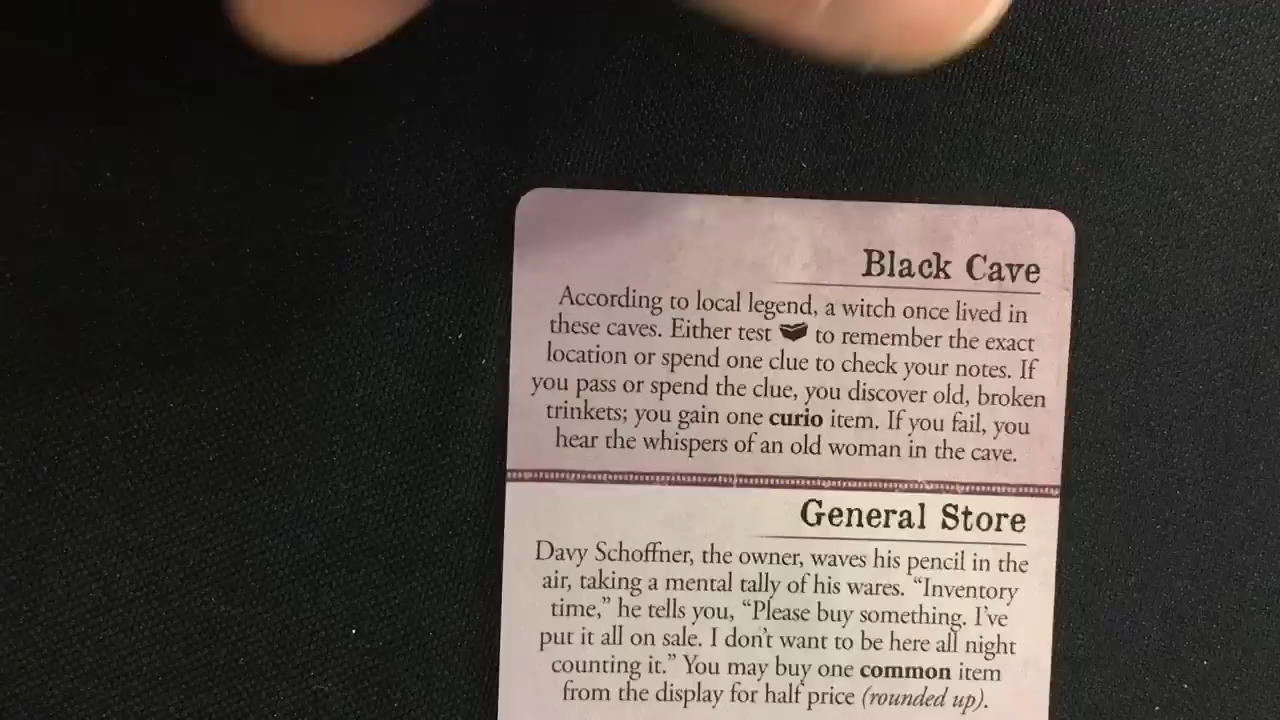 Black Cave
According to local legend, a witch once lived in
these caves. Either test to remember the exact
location or spend one clue to check your notes. If
you pass or spend the clue, you discover old, broken
trinkets; you gain one curio item. If you fail, you
hear the whispers of an old woman in the cave.
General Store
Davy Schoffner, the owner, waves his pencil in the
air, taking a mental tally of his wares. “Inventory
time,” he tells you, “Please buy something. I’ve
put it all on sale. I don’t want to be here all night
counting it.” You may buy one common item
from the display for half price (rounded up).